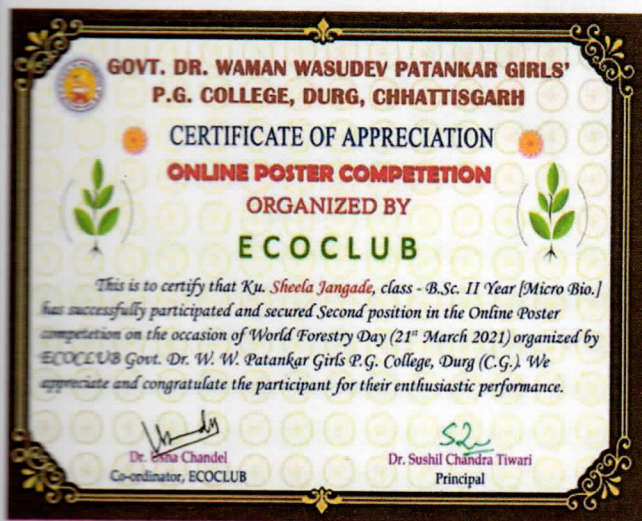 GOVT. DR. WAMAN WASUDEV PATANKAR GIRLS'
P.G. COLLEGE, DURG, CHHATTISGARH
CERTIFICATE OF APPRECIATION
ONLINE POSTER COMPETETION
ORGANIZED BY
ECOCLUB
This is to certify that Ku. Sheela Jangade, class - B.Sc. II Year [Micro Bio.]
has successfully participated and secured Second position in the Online Poster
competetion on the occasion of World Forestry Day (21st March 2021) organized by
ECOCLUB Govt. Dr. W. W. Patankar Girls P.G. College, Durg (C.G.). We
appreciate and congratulate the participant for their enthusiastic performance.
Dr. Usha Chandel
Co-ordinator, ECOCLUB
Dr. Sushil Chandra Tiwari
Principal